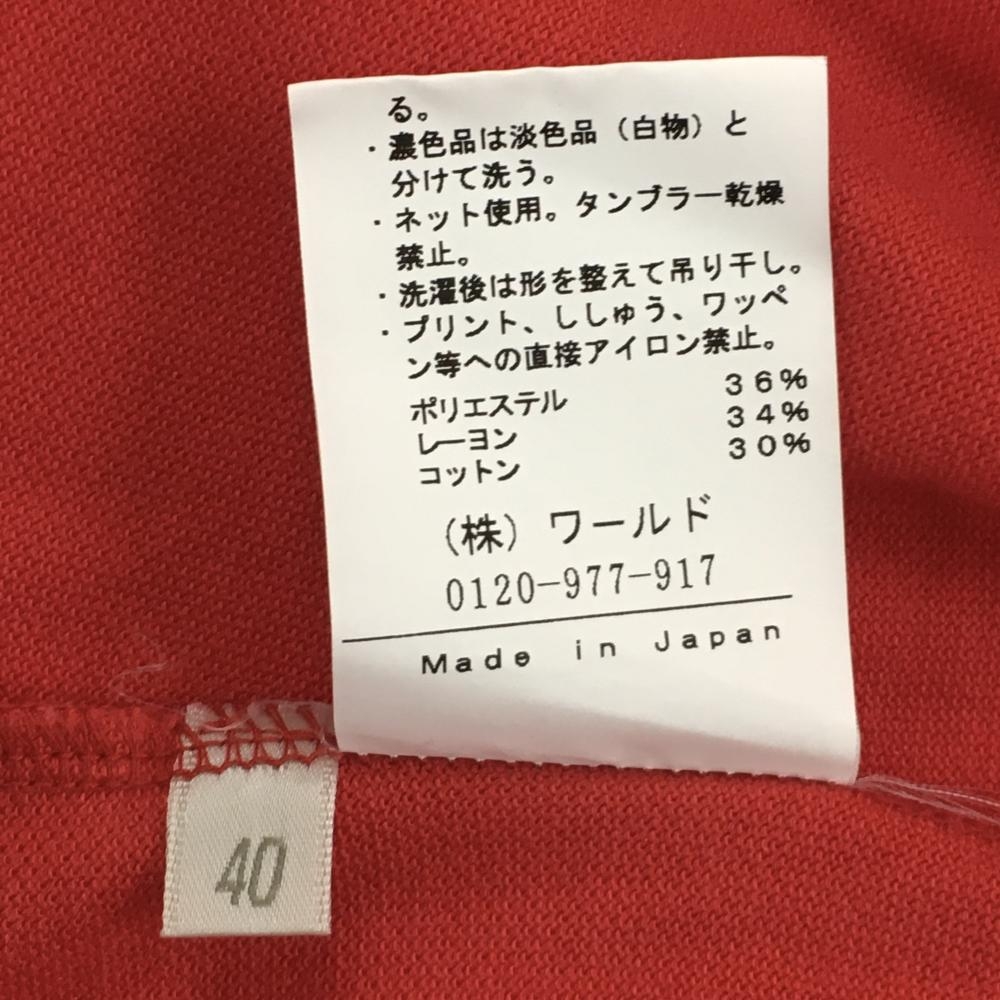 る。
・濃色品は淡色品（白物）と
分けて洗う。
・ネット使用。タンブラー乾燥
禁止。
・洗濯後は形を整えて吊り干し。
・プリント、ししゅう、ワッペ
ン等への直接アイロン禁止。
ポリエステル 36%
レーヨン 34%
コットン 30%
（株）ワールド
0120-977-917
Made in Japan
40